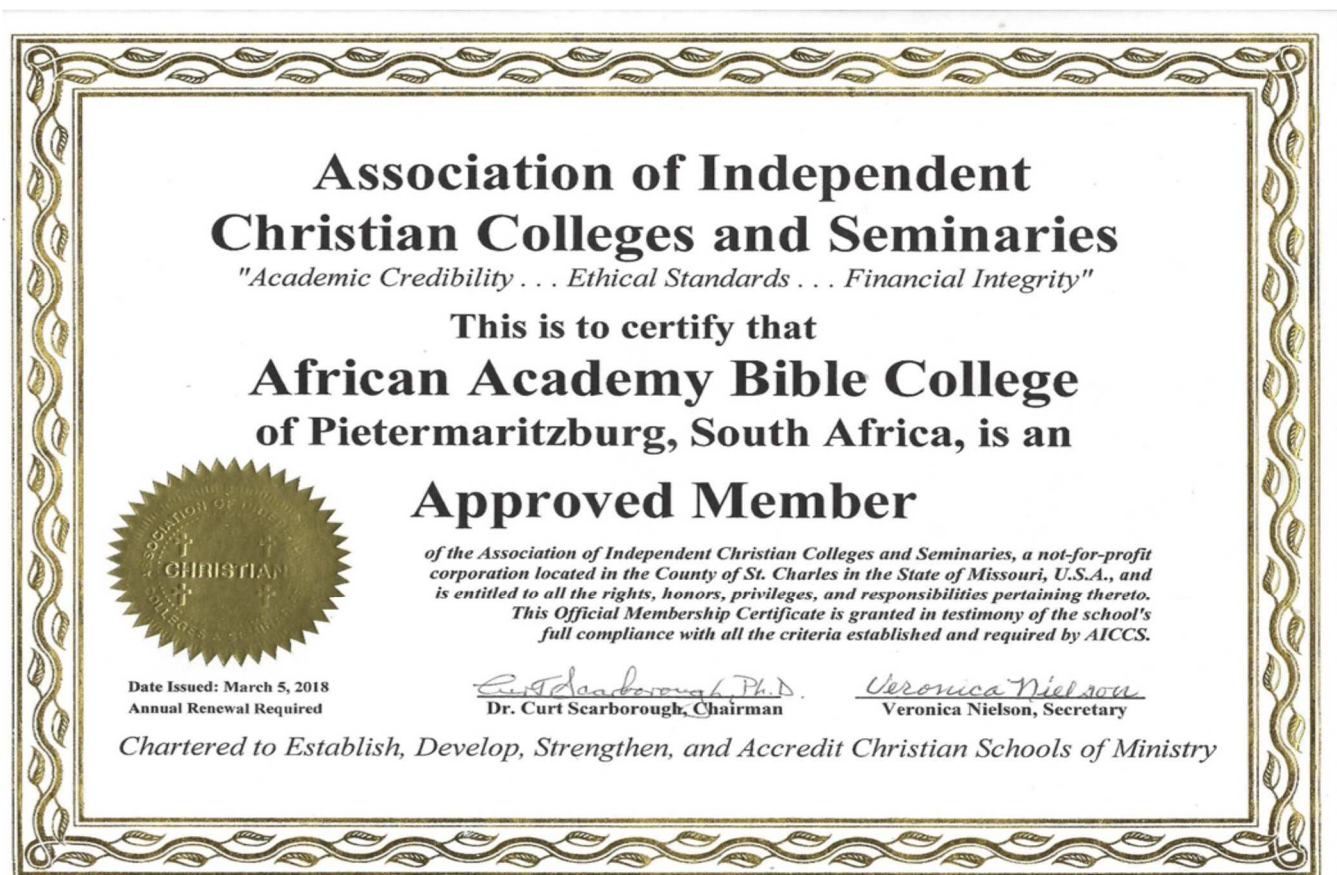 Association of Independent
Christian Colleges and Seminaries
"Academic Credibility . . . Ethical Standards . . . Financial Integrity"
This is to certify that
African Academy Bible College
of Pietermaritzburg, South Africa, is an
Approved Member
of the Association of Independent Christian Colleges and Seminaries, a not-for-profit
corporation located in the County of St. Charles in the State of Missouri, U.S.A., and
is entitled to all the rights, honors, privileges, and responsibilities pertaining thereto.
This Official Membership Certificate is granted in testimony of the school's
full compliance with all the criteria established and required by AICCS.
CHRISTIAN
COLLEGES &
Date Issued: March 5, 2018
Annual Renewal Required
Curt Scarborough, Ph.D.
Dr. Curt Scarborough, Chairman
Veronica Nielson
Veronica Nielson, Secretary
Chartered to Establish, Develop, Strengthen, and Accredit Christian Schools of Ministry